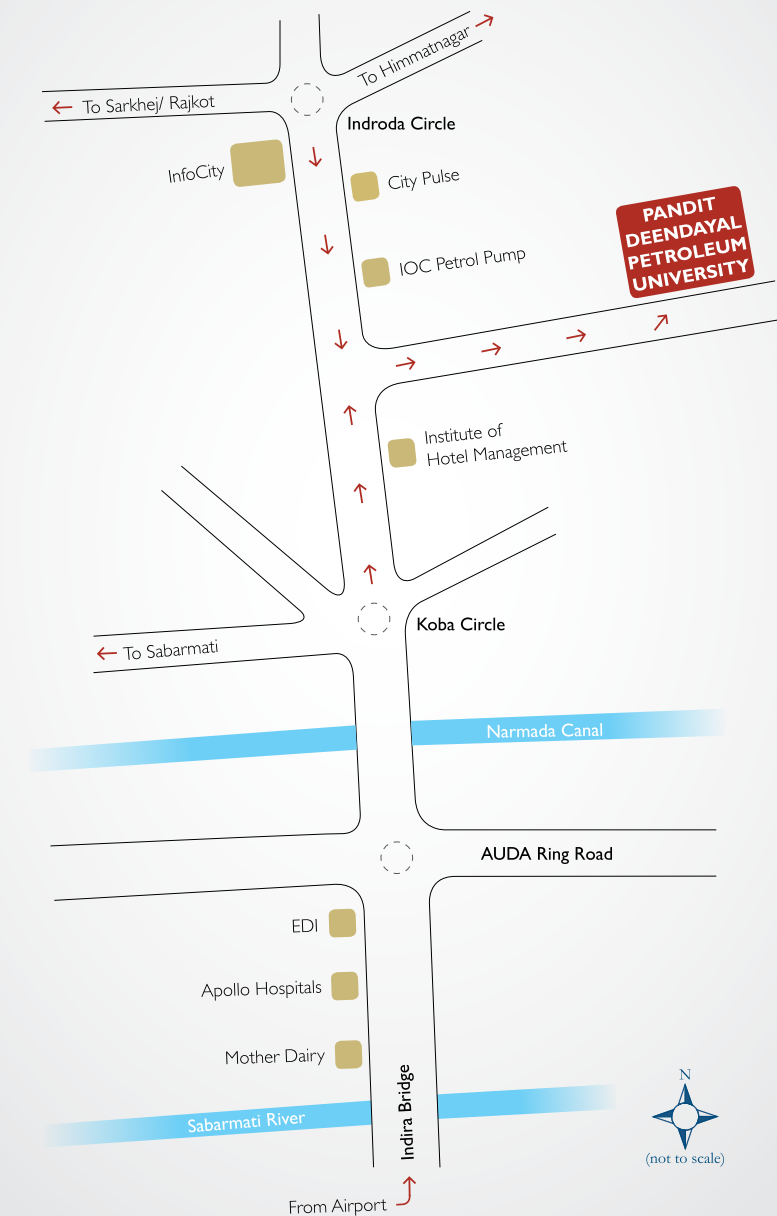 To Himmatnagar
To Sarkhej/ Rajkot
Indroda Circle
InfoCity
City Pulse
PANDIT
DEENDAYAL
PETROLEUM
UNIVERSITY
IOC Petrol Pump
Institute of
Hotel Management
Koba Circle
To Sabarmati
Narmada Canal
AUDA Ring Road
EDI
Apollo Hospitals
Mother Dairy
Indira Bridge
N
Sabarmati River
(not to scale)
From Airport